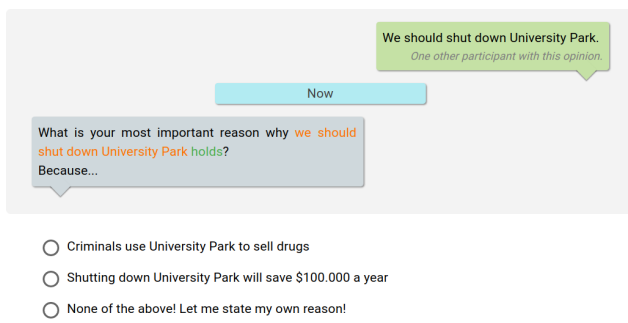 We should shut down University Park.
One other participant with this opinion.
Now
What is your most important reason why we should
shut down University Park holds?
Because...
Criminals use University Park to sell drugs
Shutting down University Park will save $100.000 a year
None of the above! Let me state my own reason!